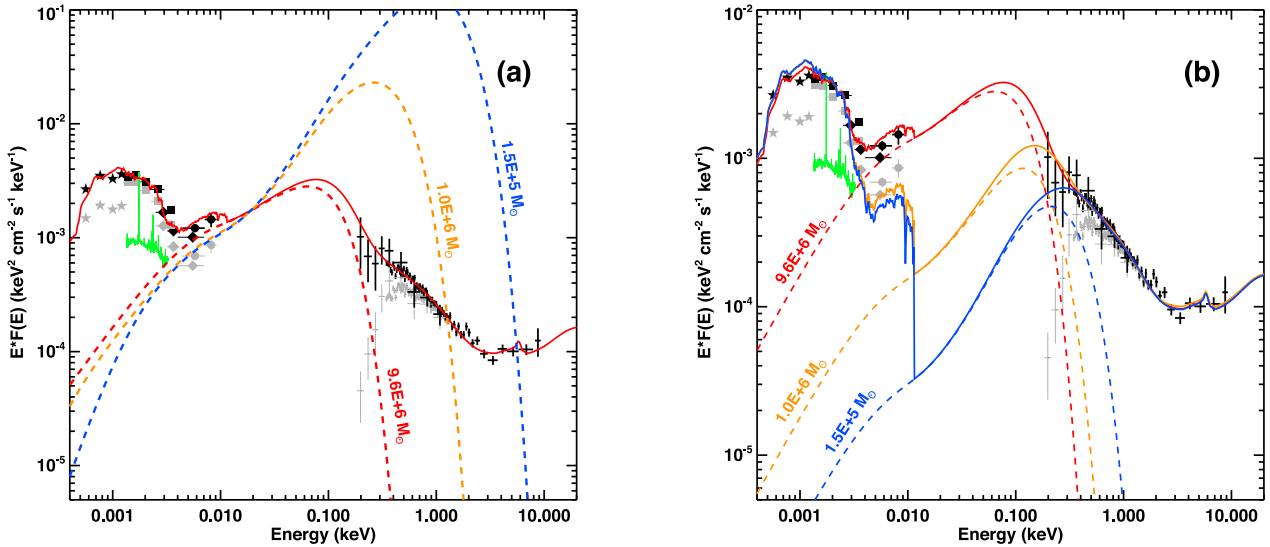 (a)
10⁻¹
10⁻²
10⁻³
10⁻⁴
10⁻⁵
E*F(E) (keV² cm⁻² s⁻¹ keV⁻¹)
1.5E+5 M☉
1.0E+6 M☉
9.6E+6 M☉
0.001 0.010 0.100 1.000 10.000
Energy (keV)
(b)
10⁻²
10⁻³
10⁻⁴
10⁻⁵
E*F(E) (keV² cm⁻² s⁻¹ keV⁻¹)
9.6E+6 M☉
1.0E+6 M☉
1.5E+5 M☉
0.001 0.010 0.100 1.000 10.000
Energy (keV)